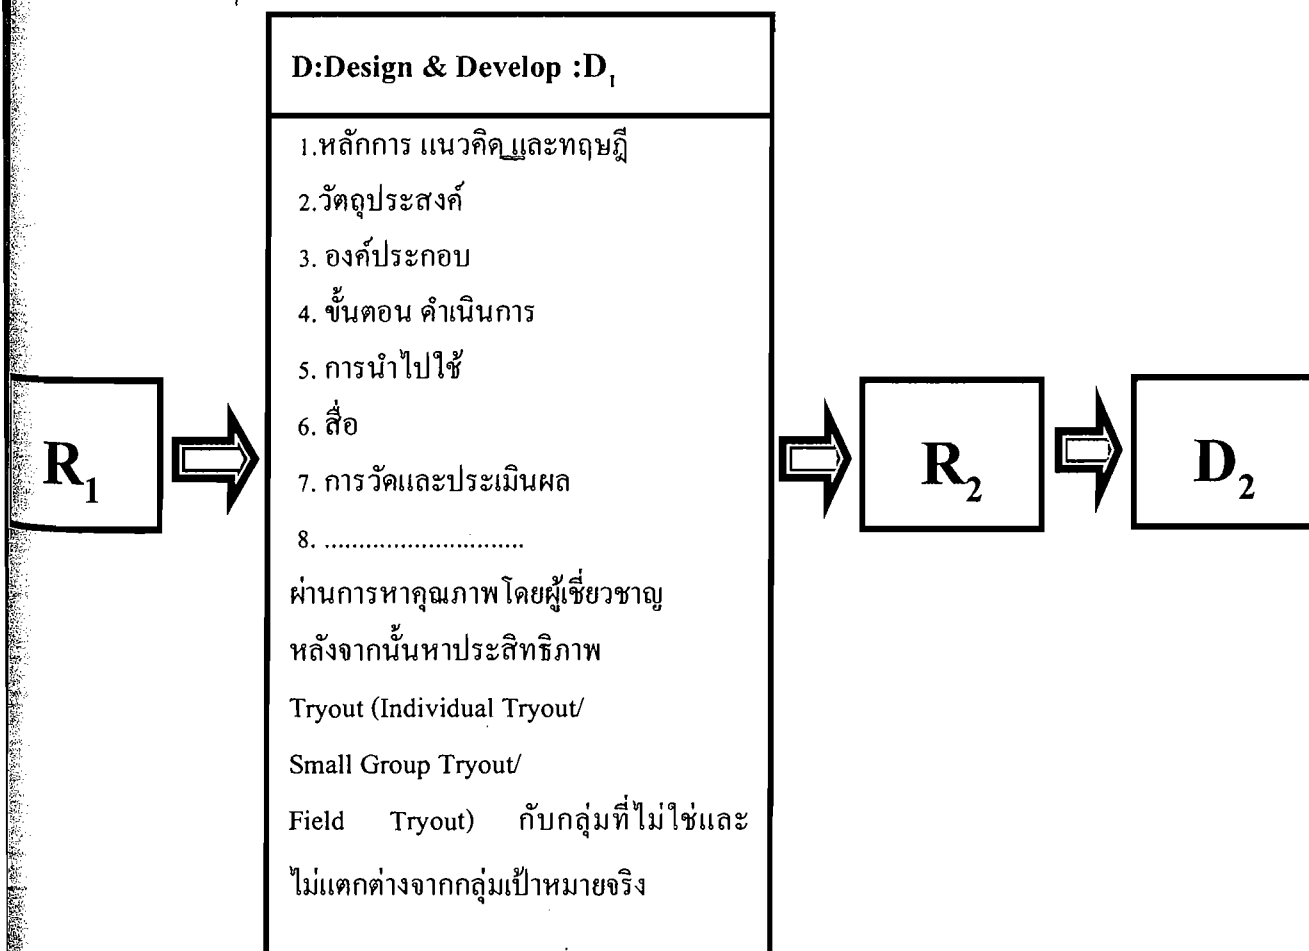 D:Design & Develop :D1
1.หลักการ แนวคิด และทฤษฎี
2.วัตถุประสงค์
3. องค์ประกอบ
4. ขั้นตอน ดำเนินการ
5. การนำไปใช้
6. สื่อ
7. การวัดและประเมินผล
8. .............................
ผ่านการหาคุณภาพโดยผู้เชี่ยวชาญ
หลังจากนั้นหาประสิทธิภาพ
Tryout (Individual Tryout/
Small Group Tryout/
Field Tryout) กับกลุ่มที่ไม่ใช่และ
ไม่แตกต่างจากกลุ่มเป้าหมายจริง
R1
R2
D2